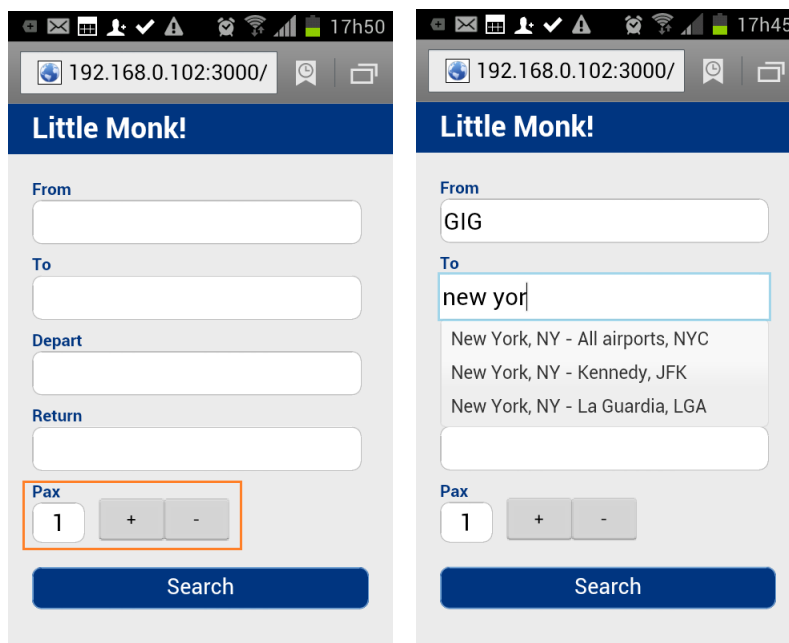 17h50
192.168.0.102:3000/
Little Monk!
From
To
Depart
Return
Pax
1 + -
Search
17h45
192.168.0.102:3000/
Little Monk!
From
GIG
To
new yor
New York, NY - All airports, NYC
New York, NY - Kennedy, JFK
New York, NY - La Guardia, LGA
Pax
1 + -
Search